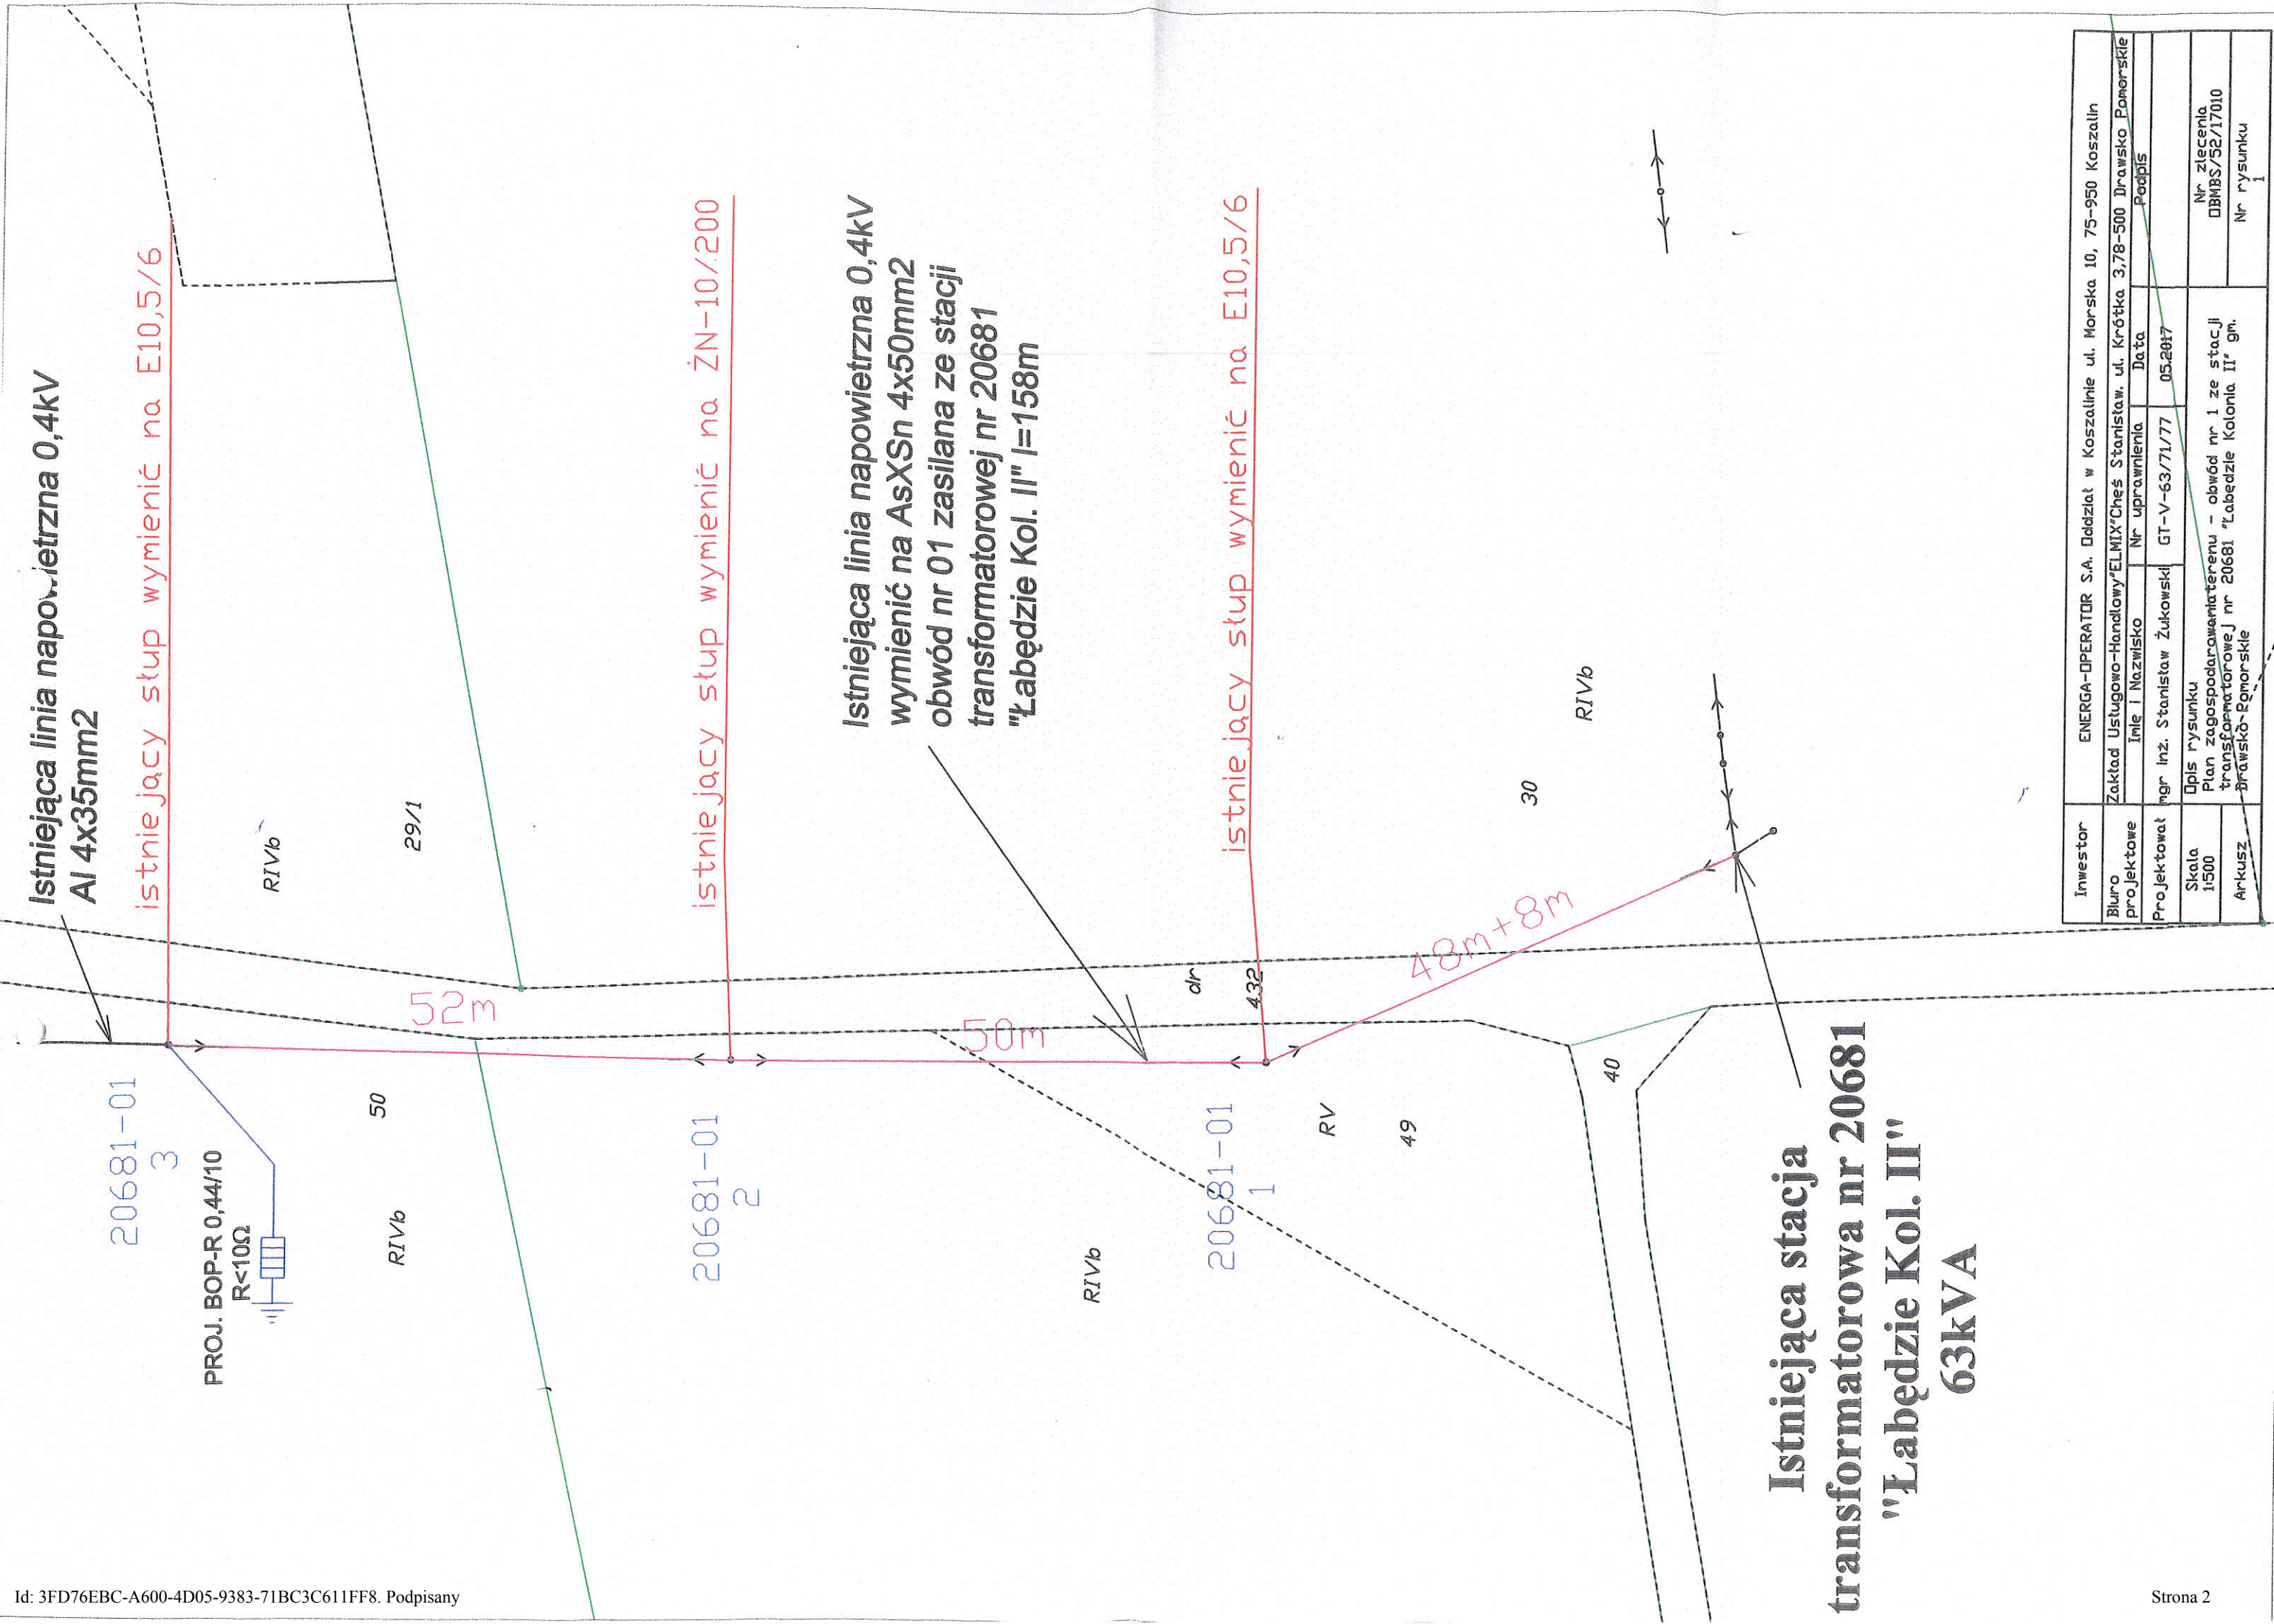 Istniejąca linia napowietrzna 0,4kV
Al 4x35mm2
istniejący słup wymienić na E10,5/6
RIVb
29/1
52m
20681-01
3
50
PROJ. BOP-R 0,44/10
R<10Ω
RIVb
istniejący słup wymienić na ŻN-10/200
20681-01
2
Istniejąca linia napowietrzna 0,4kV
wymienić na AsXSn 4x50mm2
obwód nr 01 zasilana ze stacji
transformatorowej nr 20681
"Łabędzie Kol. II" l=158m
50m
RIVb
istniejący słup wymienić na E10,5/6
dr
432
20681-01
1
RV
49
48m+8m
30
RIVb
40
Istniejąca stacja
transformatorowa nr 20681
"Łabędzie Kol. II"
63kVA
Inwestor
ENERGA-OPERATOR S.A. Oddział w Koszalinie ul. Morska 10, 75-950 Koszalin
Biuro
projektowe
Zakład Usługowo-Handlowy"ELMIX"Cheś Stanisław. ul. Krótka 3,78-500 Drawsko Pomorskie
Imię i Nazwisko
Nr uprawnienia
Data
Podpis
Projektował
mgr inż. Stanisław Żukowski
GT-V-63/71/77
05.2017
Skala
1:500
Opis rysunku
Plan zagospodarowania terenu - obwód nr 1 ze stacji
transformatorowej nr 20681 "Łabedzie Kolonia II" gm.
Drawsko-Pomorskie
Nr zlecenia
OBMBS/52/17010
Arkusz
Nr rysunku
1
Id: 3FD76EBC-A600-4D05-9383-71BC3C611FF8. Podpisany
Strona 2